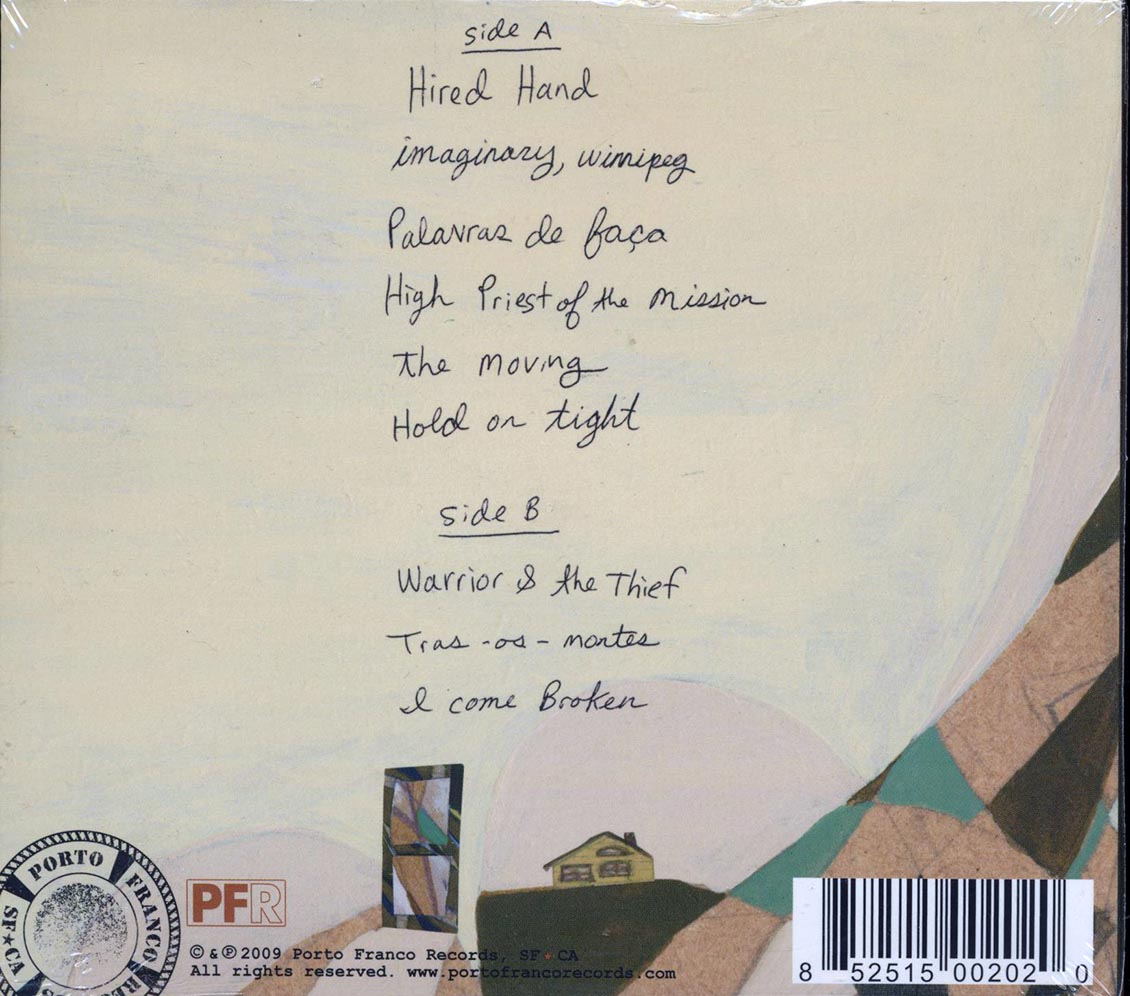 side A
Hired Hand
imaginary, winnipeg
Palavras de faca
High Priest of the Mission
the moving
Hold on tight
side B
Warrior & the Thief
Tras-os-montes
I come Broken
PORTO FRANCO
SF★CA
PFR
© & ℗ 2009 Porto Franco Records, SF★CA
All rights reserved. www.portofrancorecords.com
8 52515 00202 0